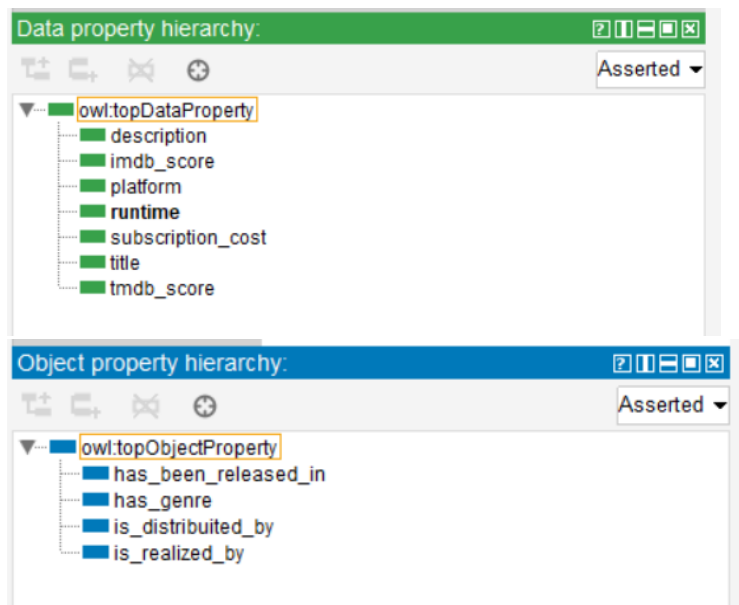 Data property hierarchy:
Asserted
owl:topDataProperty
description
imdb_score
platform
runtime
subscription_cost
title
tmdb_score
Object property hierarchy:
Asserted
owl:topObjectProperty
has_been_released_in
has_genre
is_distribuited_by
is_realized_by